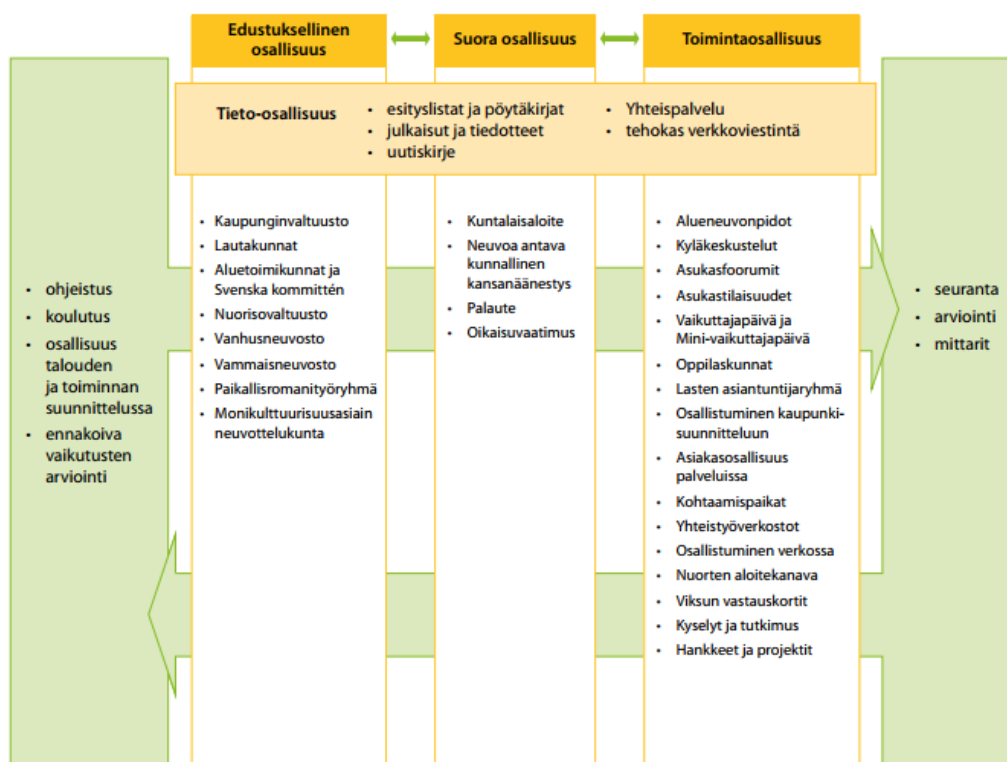 Edustuksellinen
osallisuus
Suora osallisuus
Toimintaosallisuus
Tieto-osallisuus
• esityslistat ja pöytäkirjat
• julkaisut ja tiedotteet
• uutiskirje
• Yhteispalvelu
• tehokas verkkoviestintä
• ohjeistus
• koulutus
• osallisuus
talouden
ja toiminnan
suunnittelussa
• ennakoiva
vaikutusten
arviointi
• Kaupunginvaltuusto
• Lautakunnat
• Aluetoimikunnat ja
Svenska kommittén
• Nuorisovaltuusto
• Vanhusneuvosto
• Vammaisneuvosto
• Paikallisromanityöryhmä
• Monikulttuurisuusasiain
neuvottelukunta
• Kuntalaisaloite
• Neuvoa antava
kunnallinen
kansanäänestys
• Palaute
• Oikaisuvaatimus
• Alueneuvonpidot
• Kyläkeskustelut
• Asukasfoorumit
• Asukastilaisuudet
• Vaikuttajapäivä ja
Mini-vaikuttajapäivä
• Oppilaskunnat
• Lasten asiantuntijaryhmä
• Osallistuminen kaupunki-
suunnitteluun
• Asiakasosallisuus
palveluissa
• Kohtaamispaikat
• Yhteistyöverkostot
• Osallistuminen verkossa
• Nuorten aloitekanava
• Viksun vastauskortit
• Kyselyt ja tutkimus
• Hankkeet ja projektit
• seuranta
• arviointi
• mittarit